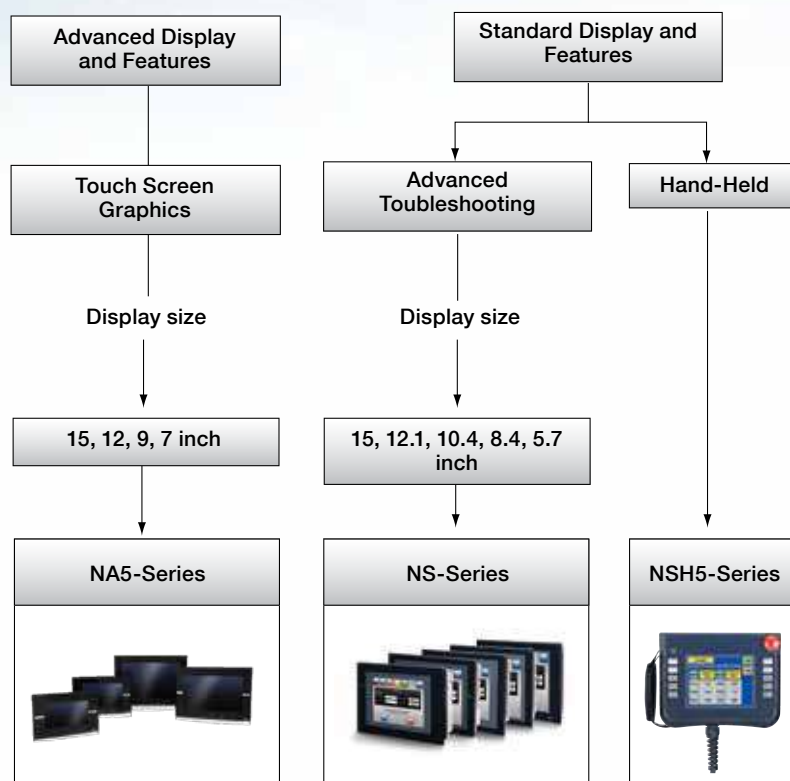 Advanced Display
and Features
Standard Display and
Features
Touch Screen
Graphics
Advanced
Toubleshooting
Hand-Held
Display size
Display size
15, 12, 9, 7 inch
15, 12.1, 10.4, 8.4, 5.7
inch
NA5-Series
NS-Series
NSH5-Series